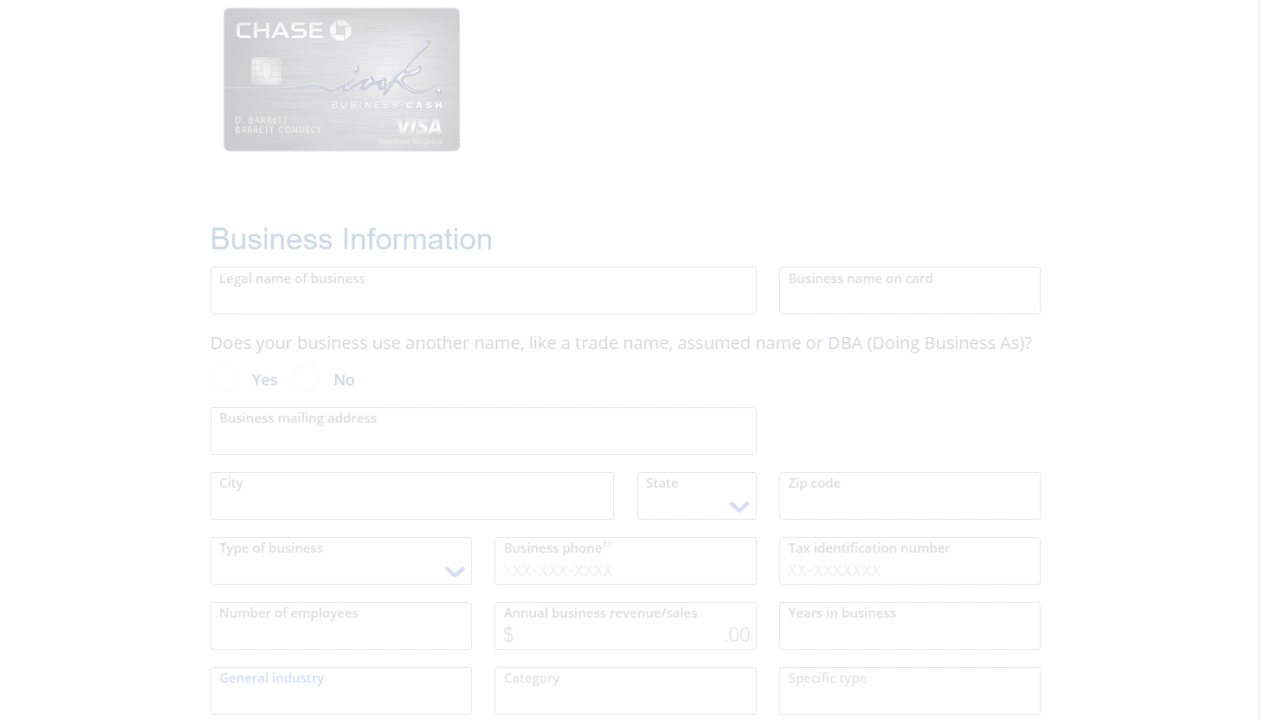 CHASE
ink.
BUSINESS CASH
D. BARRETT
BARRETT CONNECT
VISA
Signature Business
Business Information
Legal name of business
Business name on card
Does your business use another name, like a trade name, assumed name or DBA (Doing Business As)?
Yes No
Business mailing address
City
State
Zip code
Type of business
Business phone††
XXX-XXX-XXXX
Tax identification number
XX-XXXXXXX
Number of employees
Annual business revenue/sales
$ .00
Years in business
General industry
Category
Specific type